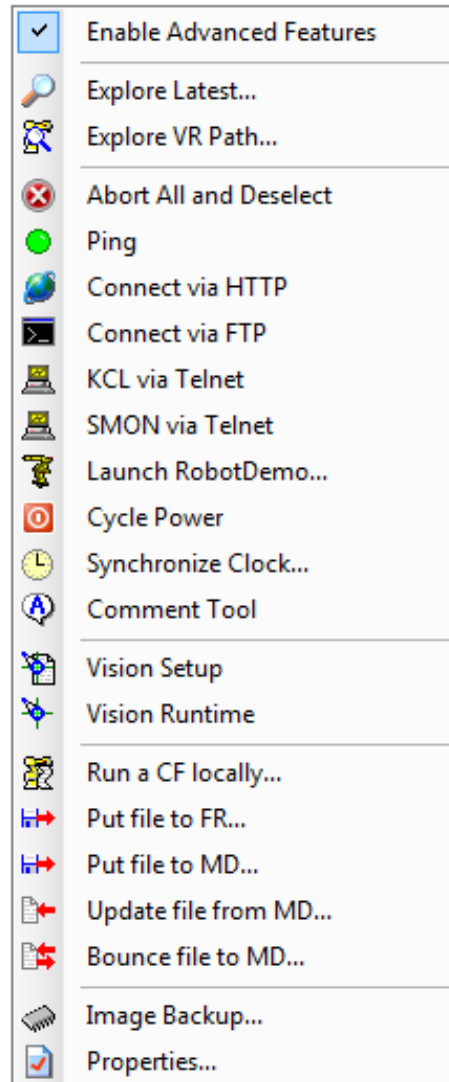 Enable Advanced Features
Explore Latest...
Explore VR Path...
Abort All and Deselect
Ping
Connect via HTTP
Connect via FTP
KCL via Telnet
SMON via Telnet
Launch RobotDemo...
Cycle Power
Synchronize Clock...
Comment Tool
Vision Setup
Vision Runtime
Run a CF locally...
Put file to FR...
Put file to MD...
Update file from MD...
Bounce file to MD...
Image Backup...
Properties...